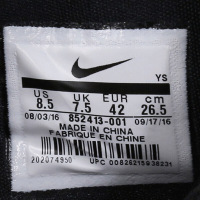 YS
US UK EUR cm
8.5 7.5 42 26.5
08/03/16 852413-001 09/17/16
MADE IN CHINA
FABRIQUE EN CHINE
202074950 UPC 00826215938231